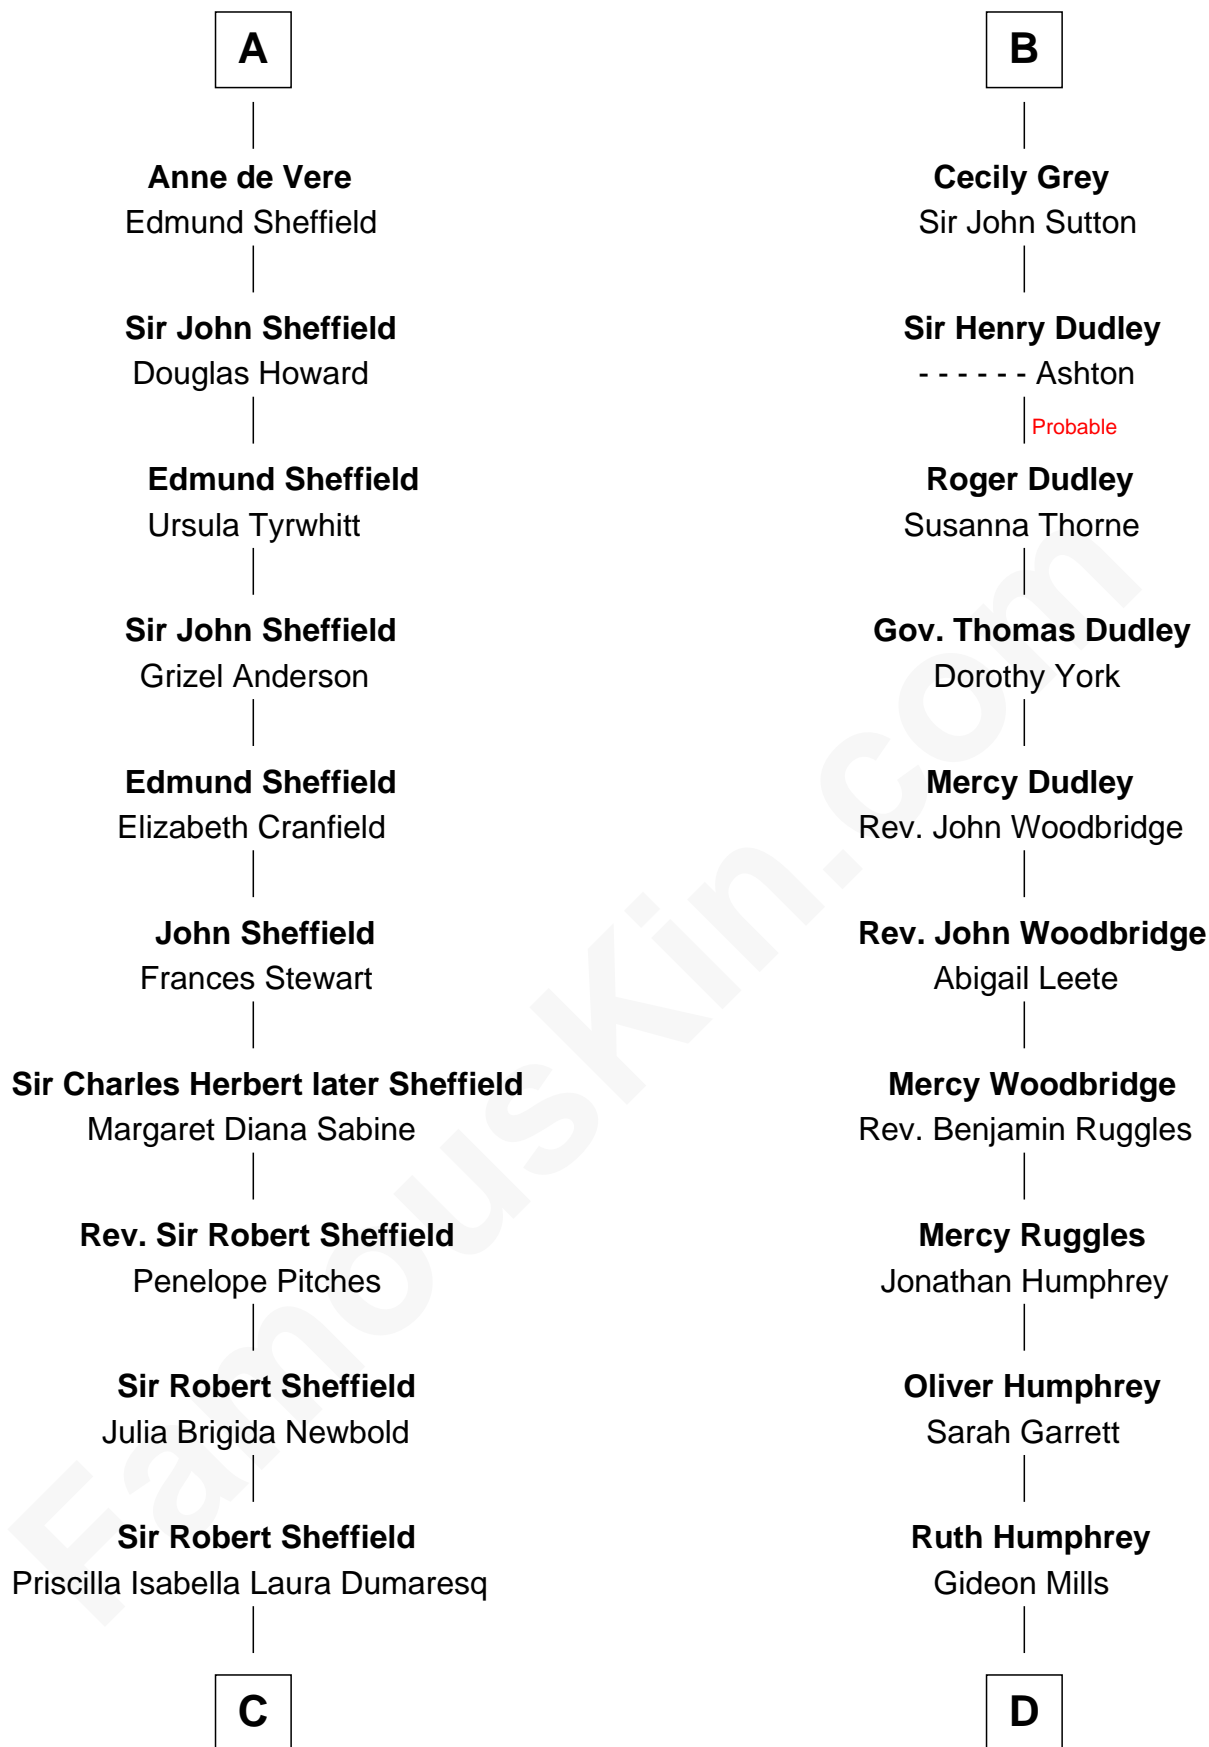 A
Anne de Vere
Edmund Sheffield
Sir John Sheffield
Douglas Howard
Edmund Sheffield
Ursula Tyrwhitt
Sir John Sheffield
Grizel Anderson
Edmund Sheffield
Elizabeth Cranfield
John Sheffield
Frances Stewart
Sir Charles Herbert later Sheffield
Margaret Diana Sabine
Rev. Sir Robert Sheffield
Penelope Pitches
Sir Robert Sheffield
Julia Brigida Newbold
Sir Robert Sheffield
Priscilla Isabella Laura Dumaresq
C
B
Cecily Grey
Sir John Sutton
Sir Henry Dudley
- - - - - - Ashton
Probable
Roger Dudley
Susanna Thorne
Gov. Thomas Dudley
Dorothy York
Mercy Dudley
Rev. John Woodbridge
Rev. John Woodbridge
Abigail Leete
Mercy Woodbridge
Rev. Benjamin Ruggles
Mercy Ruggles
Jonathan Humphrey
Oliver Humphrey
Sarah Garrett
Ruth Humphrey
Gideon Mills
D
FamousKin.com